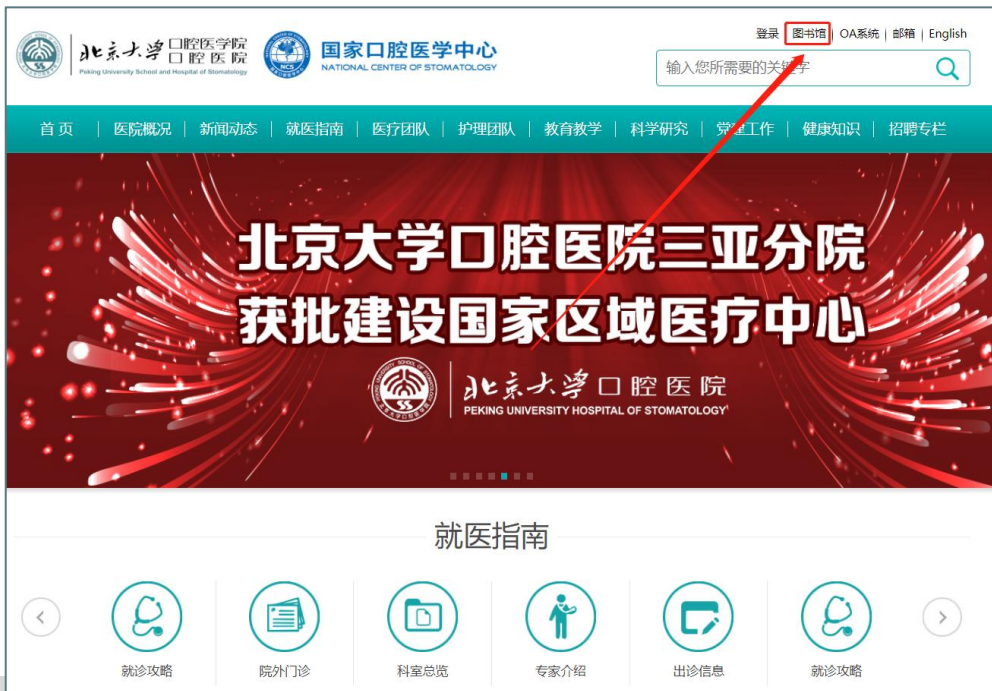 北京大学口腔医学院
口腔医院
Peking University School and Hospital of Stomatology
NCS
国家口腔医学中心
NATIONAL CENTER OF STOMATOLOGY
登录 图书馆 | OA系统 | 邮箱 | English
输入您所需要的关键字
首页 | 医院概况 | 新闻动态 | 就医指南 | 医疗团队 | 护理团队 | 教育教学 | 科学研究 | 党建工作 | 健康知识 | 招聘专栏
北京大学口腔医院三亚分院
获批建设国家区域医疗中心
北京大学口腔医院
PEKING UNIVERSITY HOSPITAL OF STOMATOLOGY
就医指南
就诊攻略 院外门诊 科室总览 专家介绍 出诊信息 就诊攻略